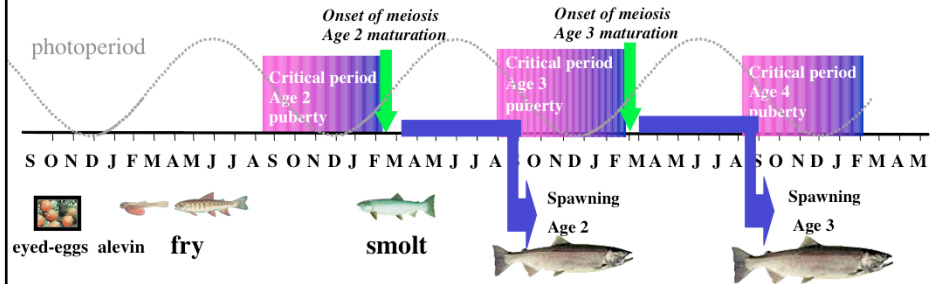 Onset of meiosis
Age 2 maturation
Onset of meiosis
Age 3 maturation
photoperiod
Critical period
Age 2
puberty
Critical period
Age 3
puberty
Critical period
Age 4
puberty
S O N D J F M A M J J A S O N D J F M A M J J A S O N D J F M A M J J A S O N D J F M A M
eyed-eggs alevin fry smolt
Spawning
Age 2
Spawning
Age 3